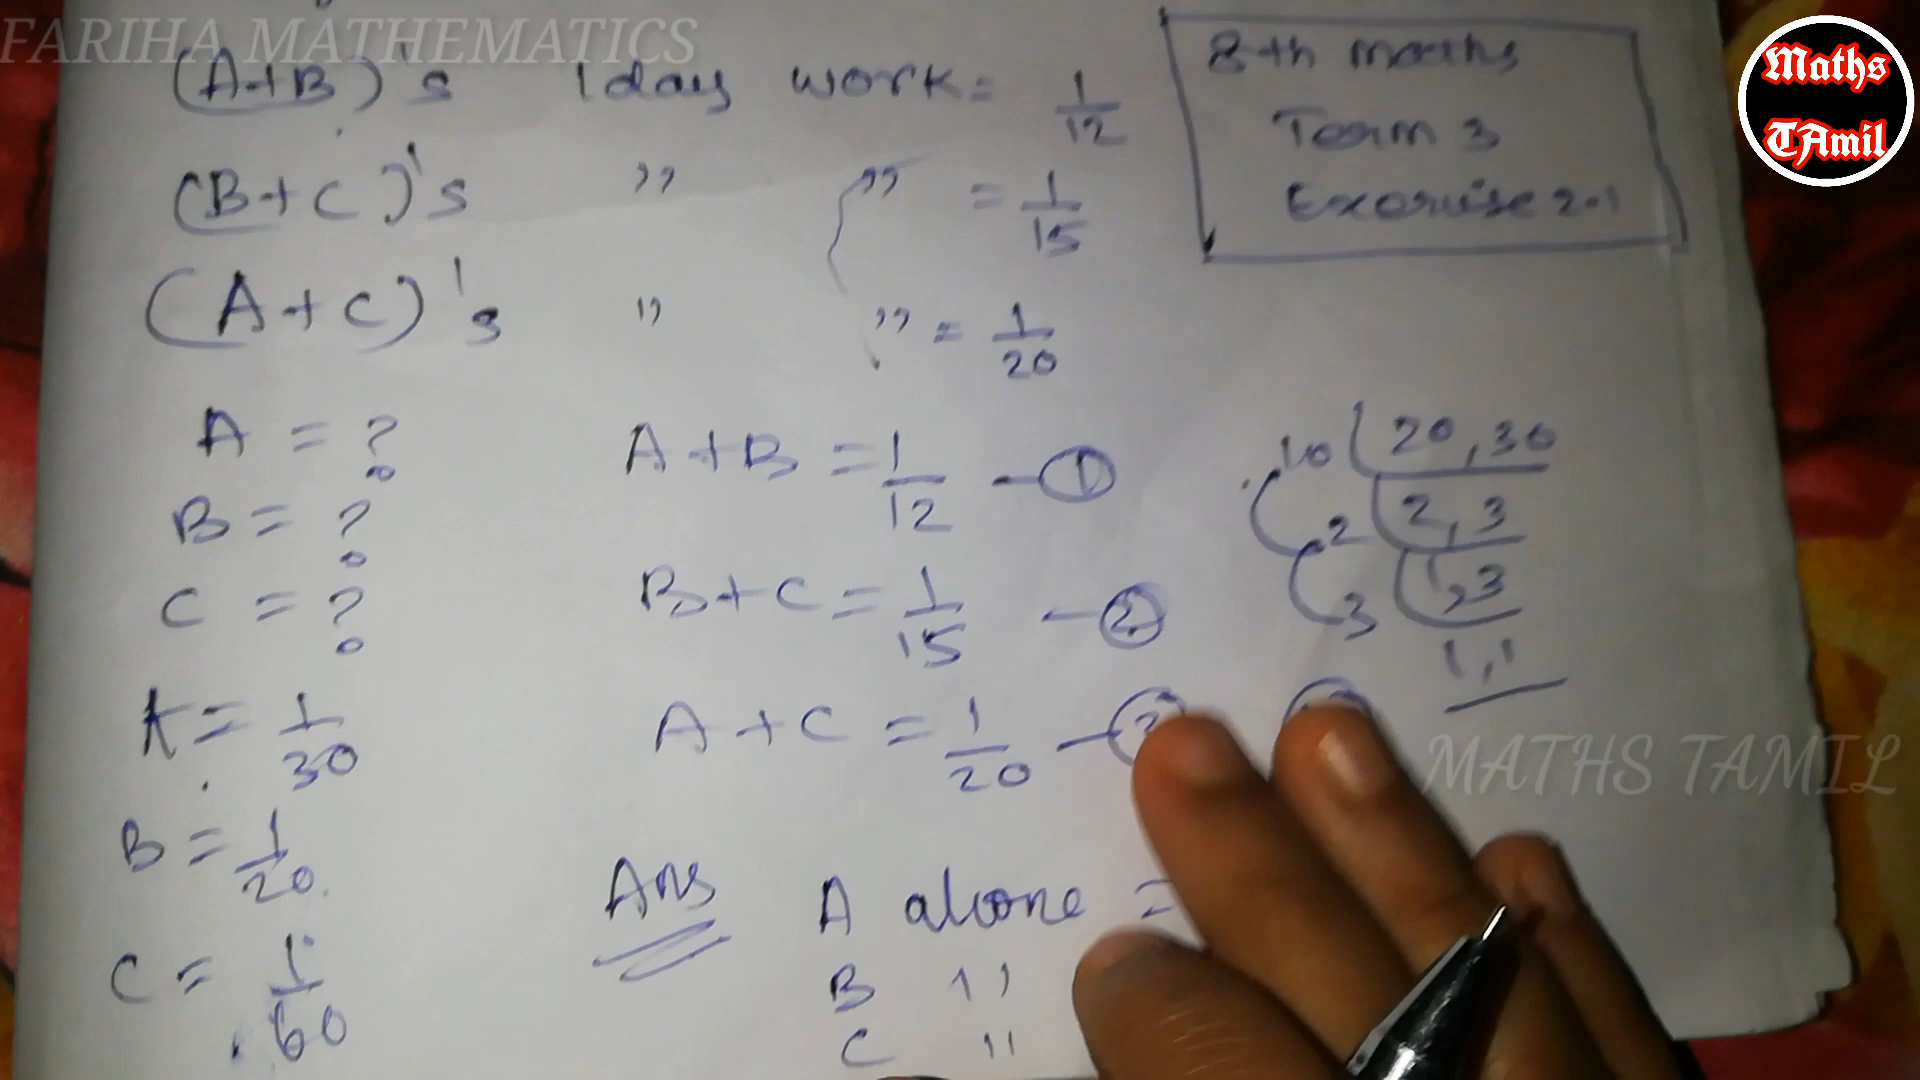 FARIHA MATHEMATICS
Maths
TAmil
(A+B)'s 1day work = 1/12
(B+C)'s " " = 1/15
(A+C)'s " " = 1/20
8th maths
Term 3
Exercise 2.1
A = ?
B = ?
C = ?
A = 1/30
B = 1/20
C = 1/60
A+B = 1/12 - 1
B+C = 1/15 - 2
A+C = 1/20 -
10 | 20, 30
2 | 2, 3
3 | 1, 3
1, 1
MATHS TAMIL
Ans A alone =
B "
C "